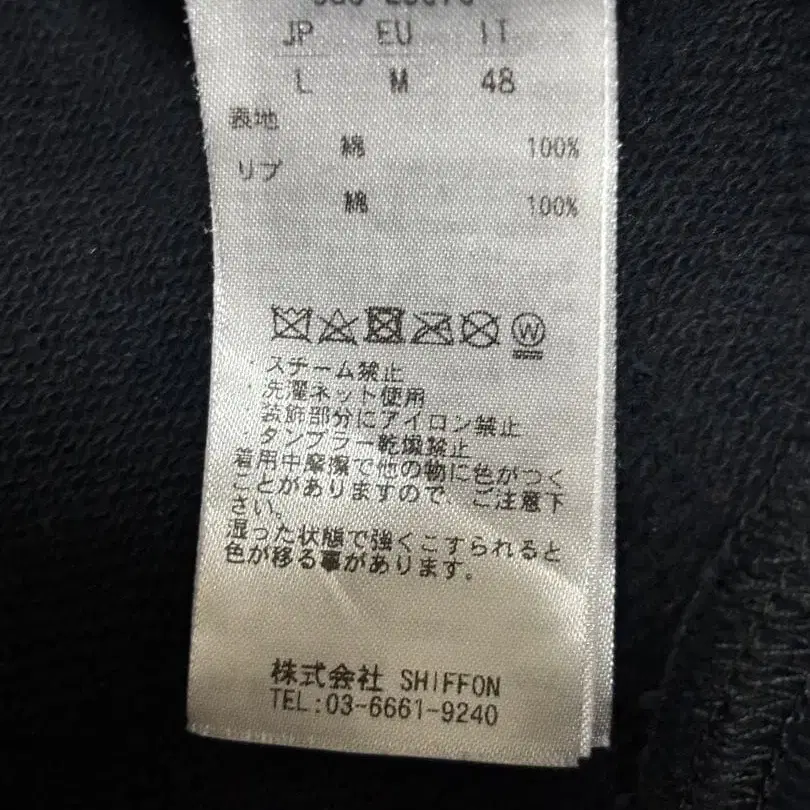 JP EU IT
L M 48
表地
綿 100%
リブ
綿 100%
W
・スチーム禁止
・洗濯ネット使用
・装飾部分にアイロン禁止
・タンブラー乾燥禁止
着用中摩擦で他の物に色がつく
ことがありますので、ご注意下
さい。
湿った状態で強くこすられると
色が移る事があります。
株式会社 SHIFFON
TEL:03-6661-9240